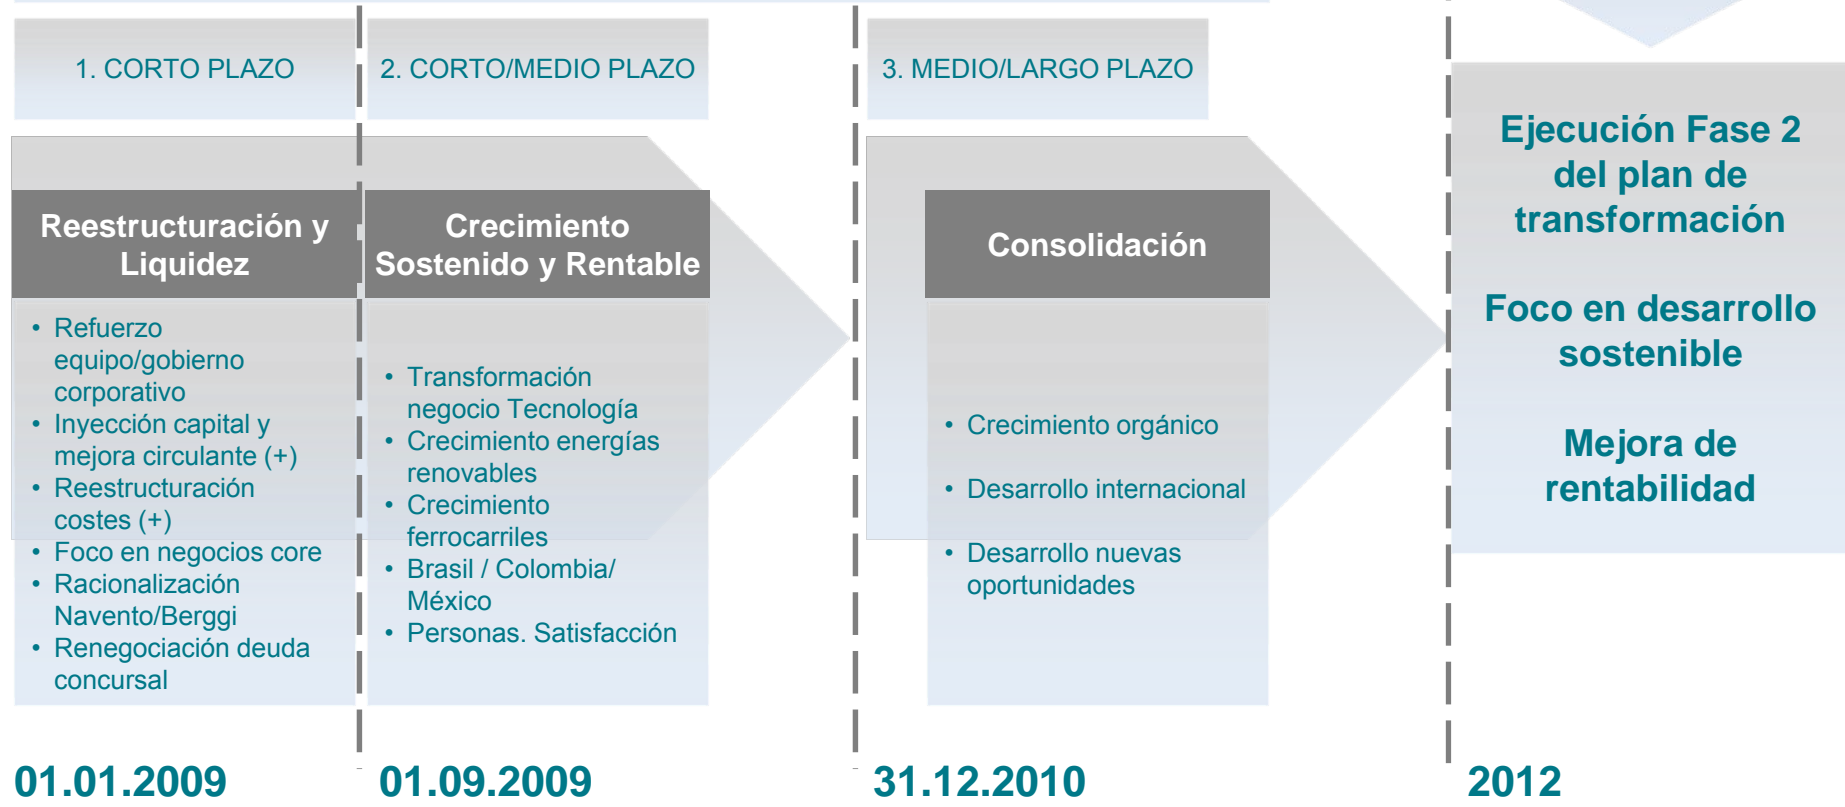 1. CORTO PLAZO
2. CORTO/MEDIO PLAZO
3. MEDIO/LARGO PLAZO
Reestructuración y
Liquidez
• Refuerzo
equipo/gobierno
corporativo
• Inyección capital y
mejora circulante (+)
• Reestructuración
costes (+)
• Foco en negocios core
• Racionalización
Navento/Berggi
• Renegociación deuda
concursal
Crecimiento
Sostenido y Rentable
• Transformación
negocio Tecnología
• Crecimiento energías
renovables
• Crecimiento
ferrocarriles
• Brasil / Colombia/
México
• Personas. Satisfacción
Consolidación
• Crecimiento orgánico
• Desarrollo internacional
• Desarrollo nuevas
oportunidades
Ejecución Fase 2
del plan de
transformación
Foco en desarrollo
sostenible
Mejora de
rentabilidad
01.01.2009
01.09.2009
31.12.2010
2012